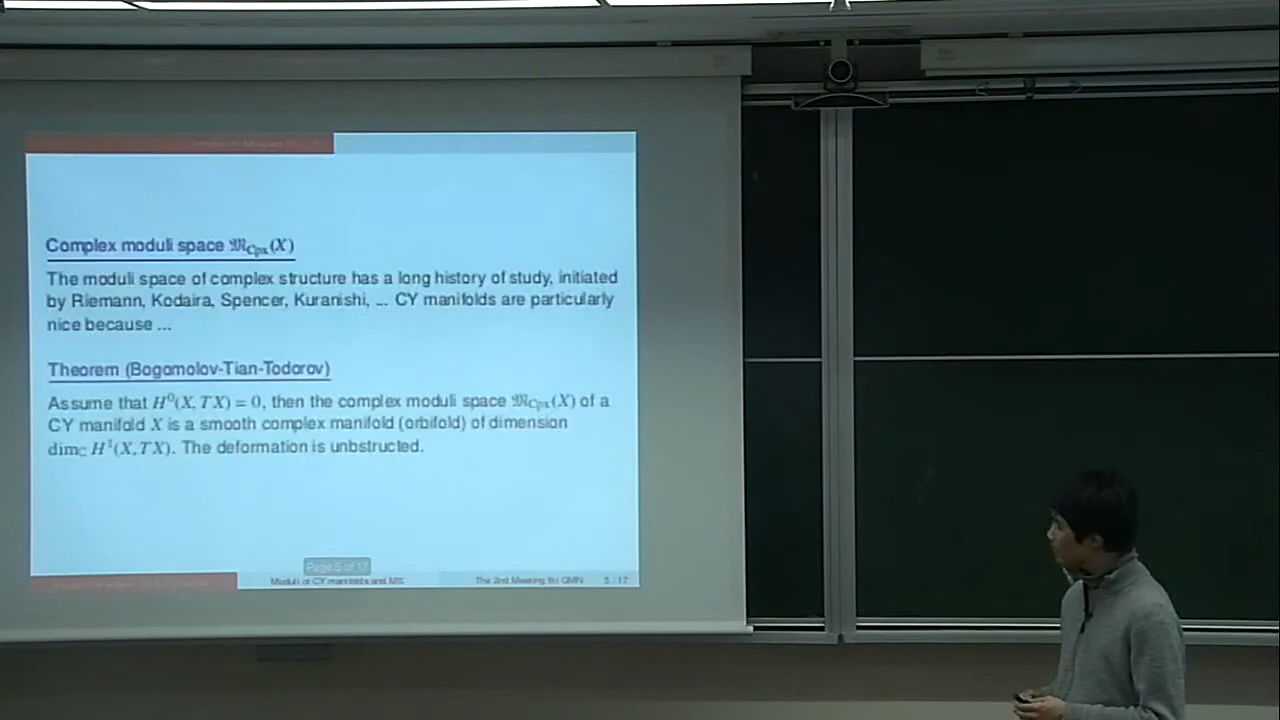 Complex moduli space 𝔐_Cpx(X)
The moduli space of complex structure has a long history of study, initiated
by Riemann, Kodaira, Spencer, Kuranishi, ... CY manifolds are particularly
nice because ...
Theorem (Bogomolov-Tian-Todorov)
Assume that H⁰(X, TX) = 0, then the complex moduli space 𝔐_Cpx(X) of a
CY manifold X is a smooth complex manifold (orbifold) of dimension
dim_ℂ H¹(X, TX). The deformation is unbstructed.
Page 5 of 17
Moduli of CY manifolds and MS The 2nd Meeting for GMN 5 / 17